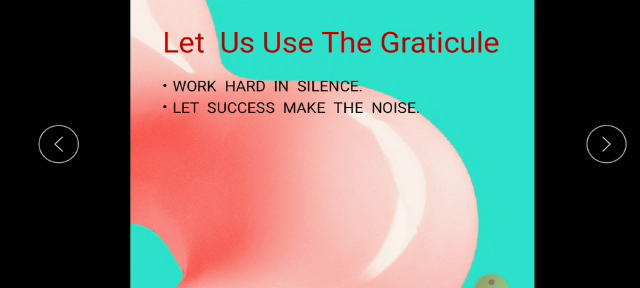 Let Us Use The Graticule
• WORK HARD IN SILENCE.
• LET SUCCESS MAKE THE NOISE.